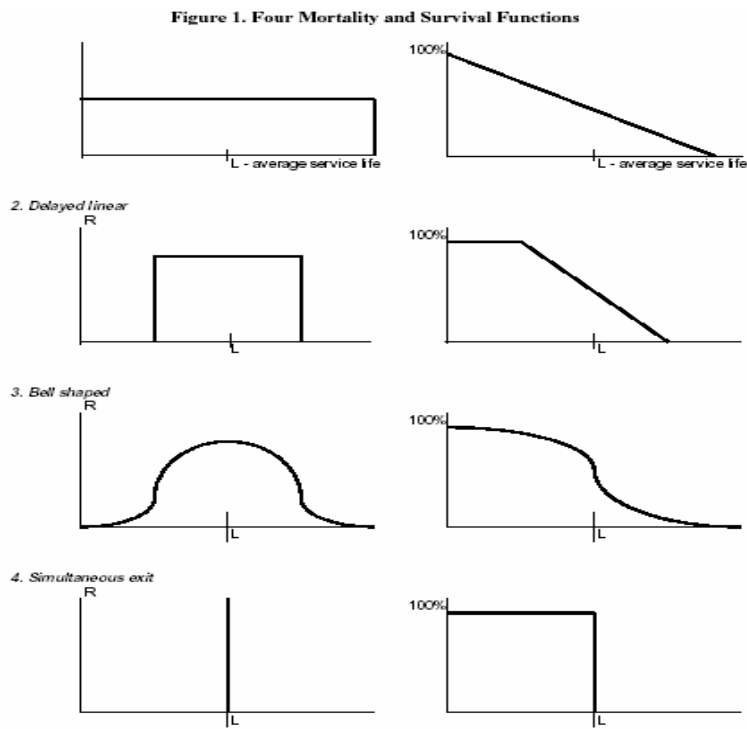 Figure 1. Four Mortality and Survival Functions
100%
L - average service life
L - average service life
2. Delayed linear
R
100%
L
L
3. Bell shaped
R
100%
L
L
4. Simultaneous exit
R
100%
L
L